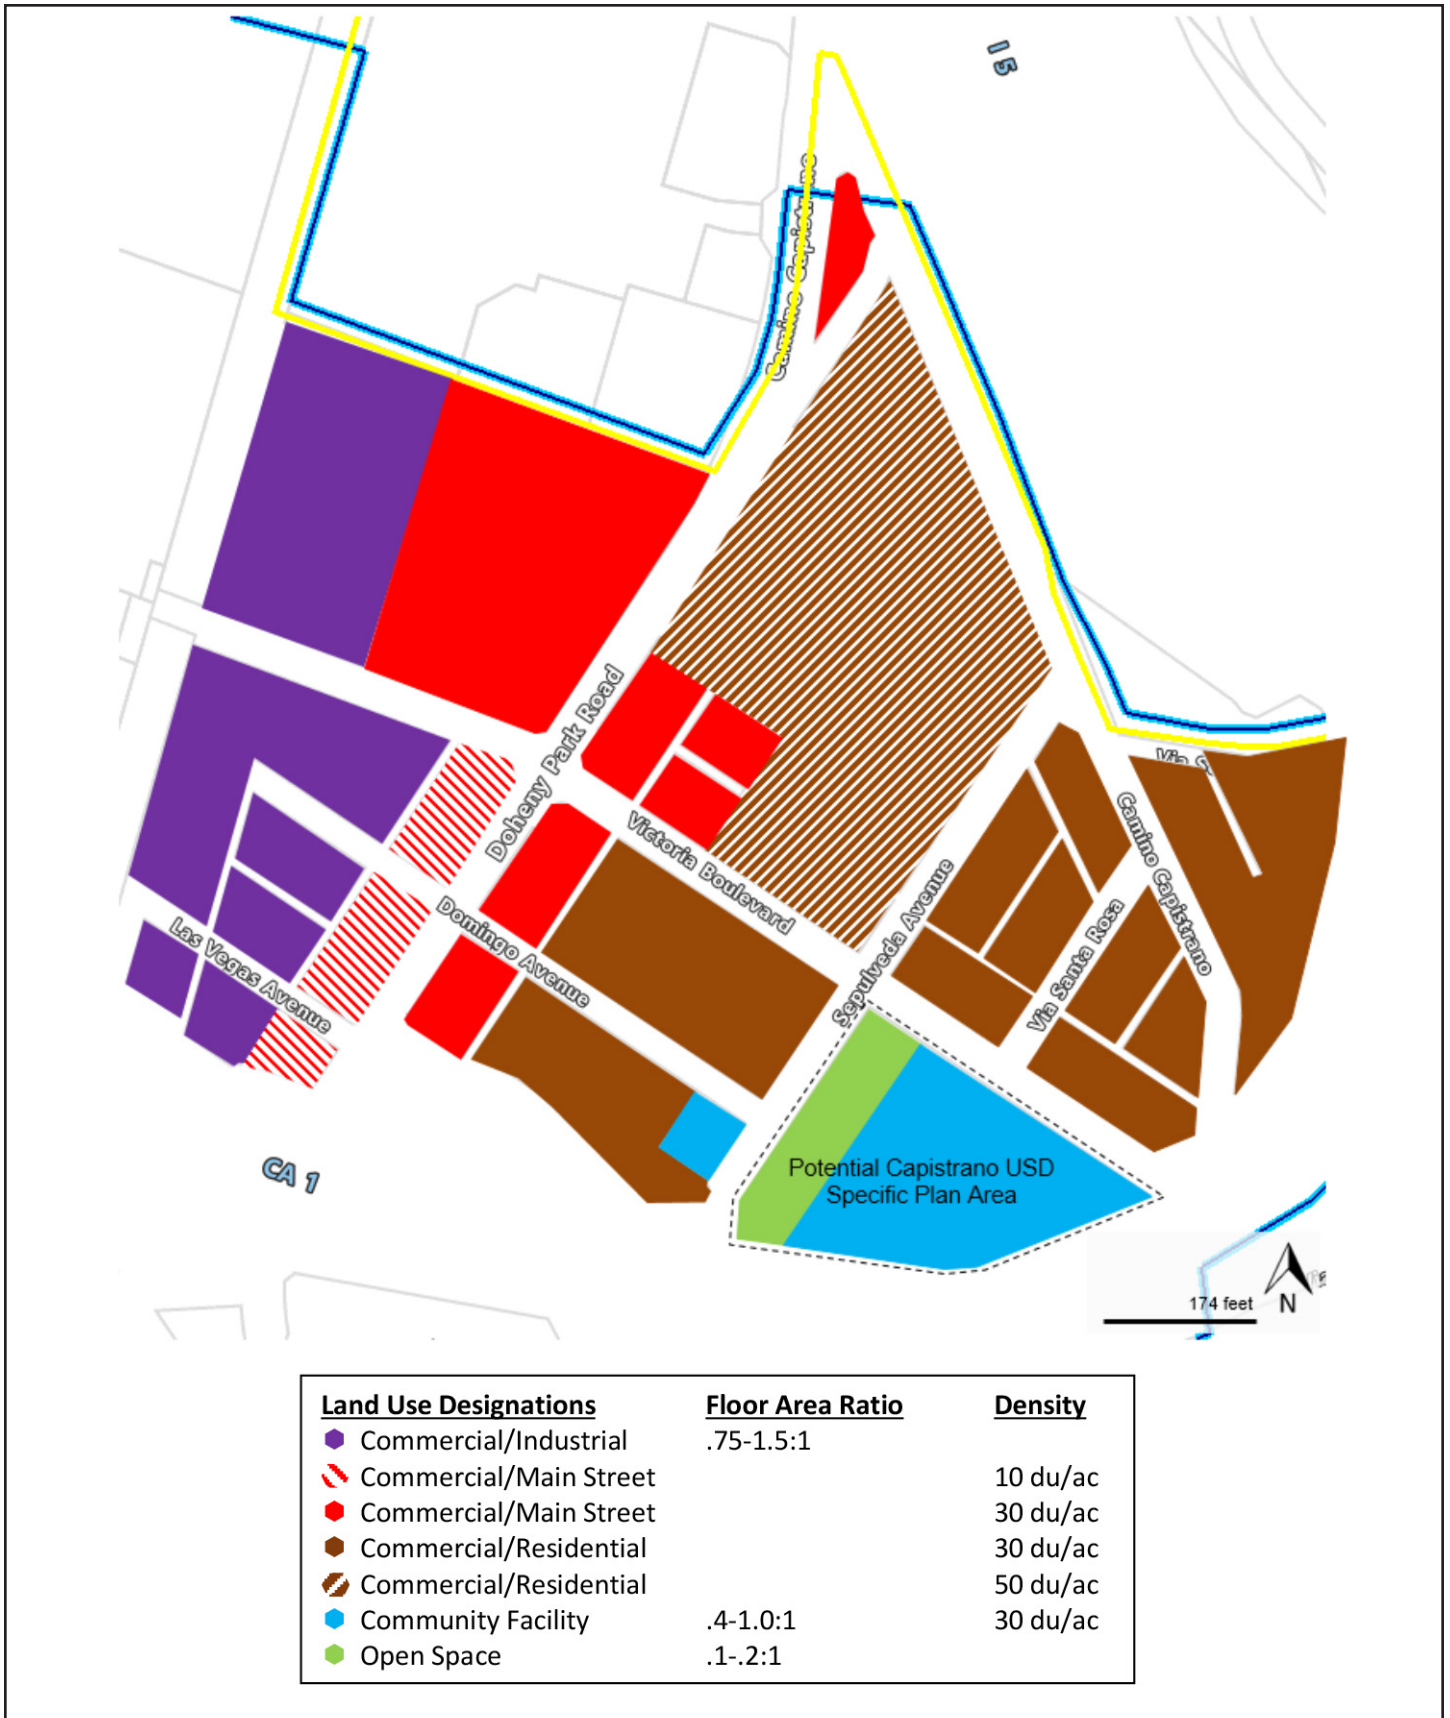 I 5
Camino Capistrano
Doheny Park Road
Via
Victoria Boulevard
Camino Capistrano
Sepulveda Avenue
Domingo Avenue
Via Santa Rosa
Las Vegas Avenue
Potential Capistrano USD
Specific Plan Area
CA 1
174 feet
N
Land Use Designations Floor Area Ratio Density
Commercial/Industrial .75-1.5:1
Commercial/Main Street 10 du/ac
Commercial/Main Street 30 du/ac
Commercial/Residential 30 du/ac
Commercial/Residential 50 du/ac
Community Facility .4-1.0:1 30 du/ac
Open Space .1-.2:1